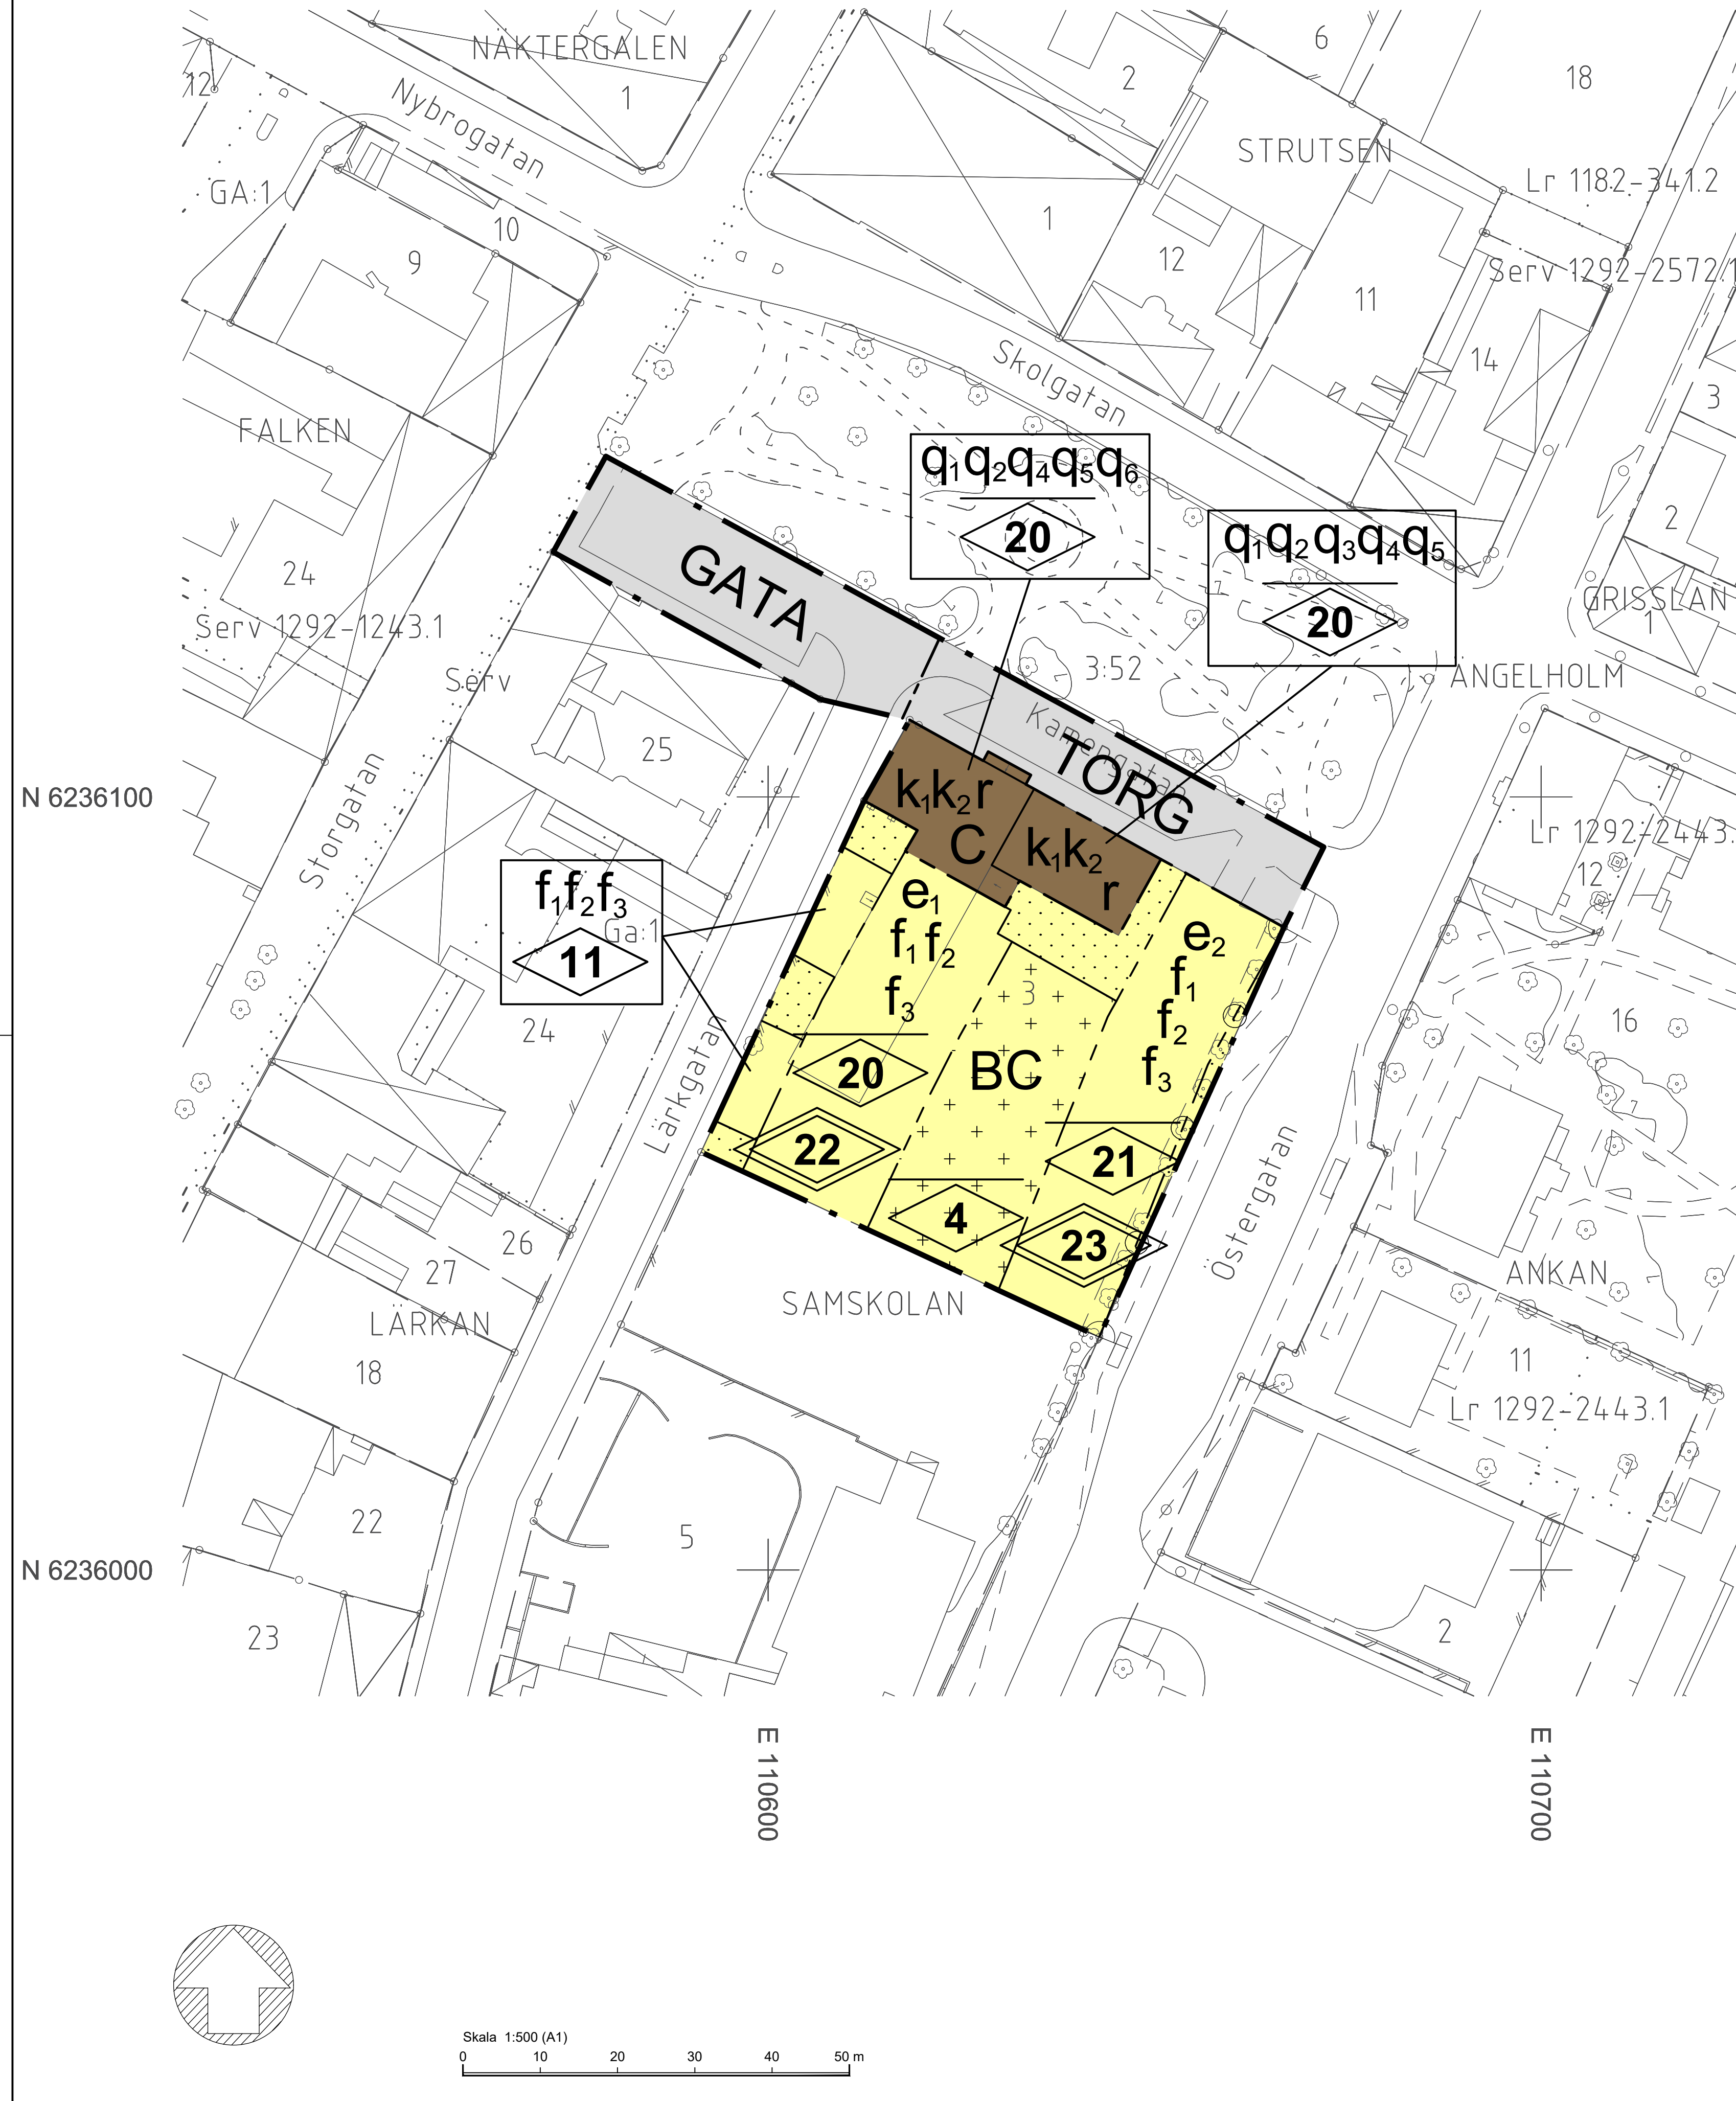 NÄKTERGALEN
1
12
Nybrogatan
GA:1
10
9
2
6
18
STRUTSEN
Lr 1182-341.2
1
12
11
Serv 1292-2572.1
14
3
Skolgatan
FALKEN
24
Serv 1292-1243.1
Serv
q1q2q4q5q6
20
q1q2q3q4q5
20
2
GRISSLAN
1
GATA
3:52
ÄNGELHOLM
Kamengatan
TORG
25
N 6236100
Storgatan
k1k2r
C
k1k2
r
Lr 1292-2443.
12
f1f2f3
Ga:1
11
e1
f1 f2
f3
e2
f1
f2
f3
3
16
24
Lärkgatan
20
BC
22
21
4
23
Östergatan
26
27
LÄRKAN
18
SAMSKOLAN
ANKAN
11
Lr 1292-2443.1
22
5
N 6236000
23
2
E 110600
E 110700
Skala 1:500 (A1)
0 10 20 30 40 50 m